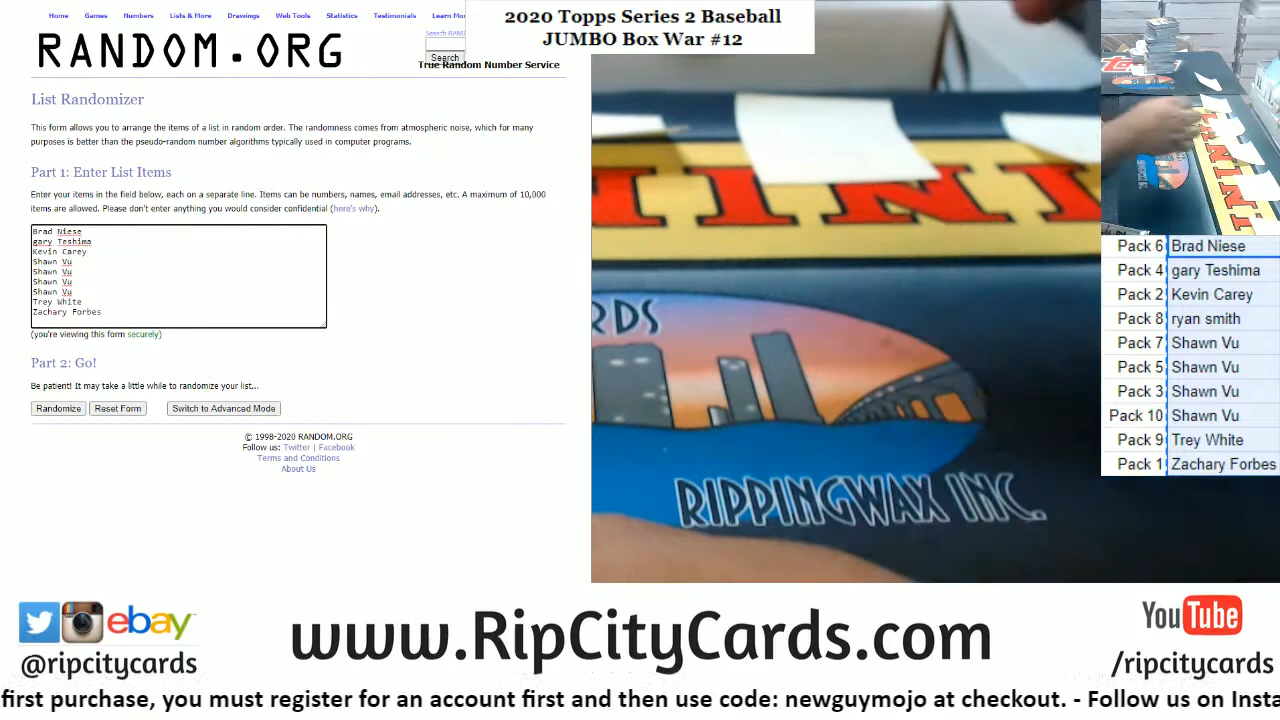 Home Games Numbers Lists & More Drawings Web Tools Statistics Testimonials Learn Mo
2020 Topps Series 2 Baseball
JUMBO Box War #12
RANDOM.ORG
Search RAND
Search
True Random Number Service
List Randomizer
This form allows you to arrange the items of a list in random order. The randomness comes from atmospheric noise, which for many
purposes is better than the pseudo-random number algorithms typically used in computer programs.
Part 1: Enter List Items
Enter your items in the field below, each on a separate line. Items can be numbers, names, email addresses, etc. A maximum of 10,000
items are allowed. Please don't enter anything you would consider confidential (here's why).
Brad Niese
gary Teshima
Kevin Carey
Shawn Vu
Shawn Vu
Shawn Vu
Shawn Vu
Trey White
Zachary Forbes
(you're viewing this form securely)
Part 2: Go!
Be patient! It may take a little while to randomize your list...
Randomize Reset Form Switch to Advanced Mode
© 1998-2020 RANDOM.ORG
Follow us: Twitter | Facebook
Terms and Conditions
About Us
ININI
RDS
RIPPINGWAX INC.
Pack 6 Brad Niese
Pack 4 gary Teshima
Pack 2 Kevin Carey
Pack 8 ryan smith
Pack 7 Shawn Vu
Pack 5 Shawn Vu
Pack 3 Shawn Vu
Pack 10 Shawn Vu
Pack 9 Trey White
Pack 1 Zachary Forbes
ebay
@ripcitycards
www.RipCityCards.com
YouTube
/ripcitycards
first purchase, you must register for an account first and then use code: newguymojo at checkout. - Follow us on Insta